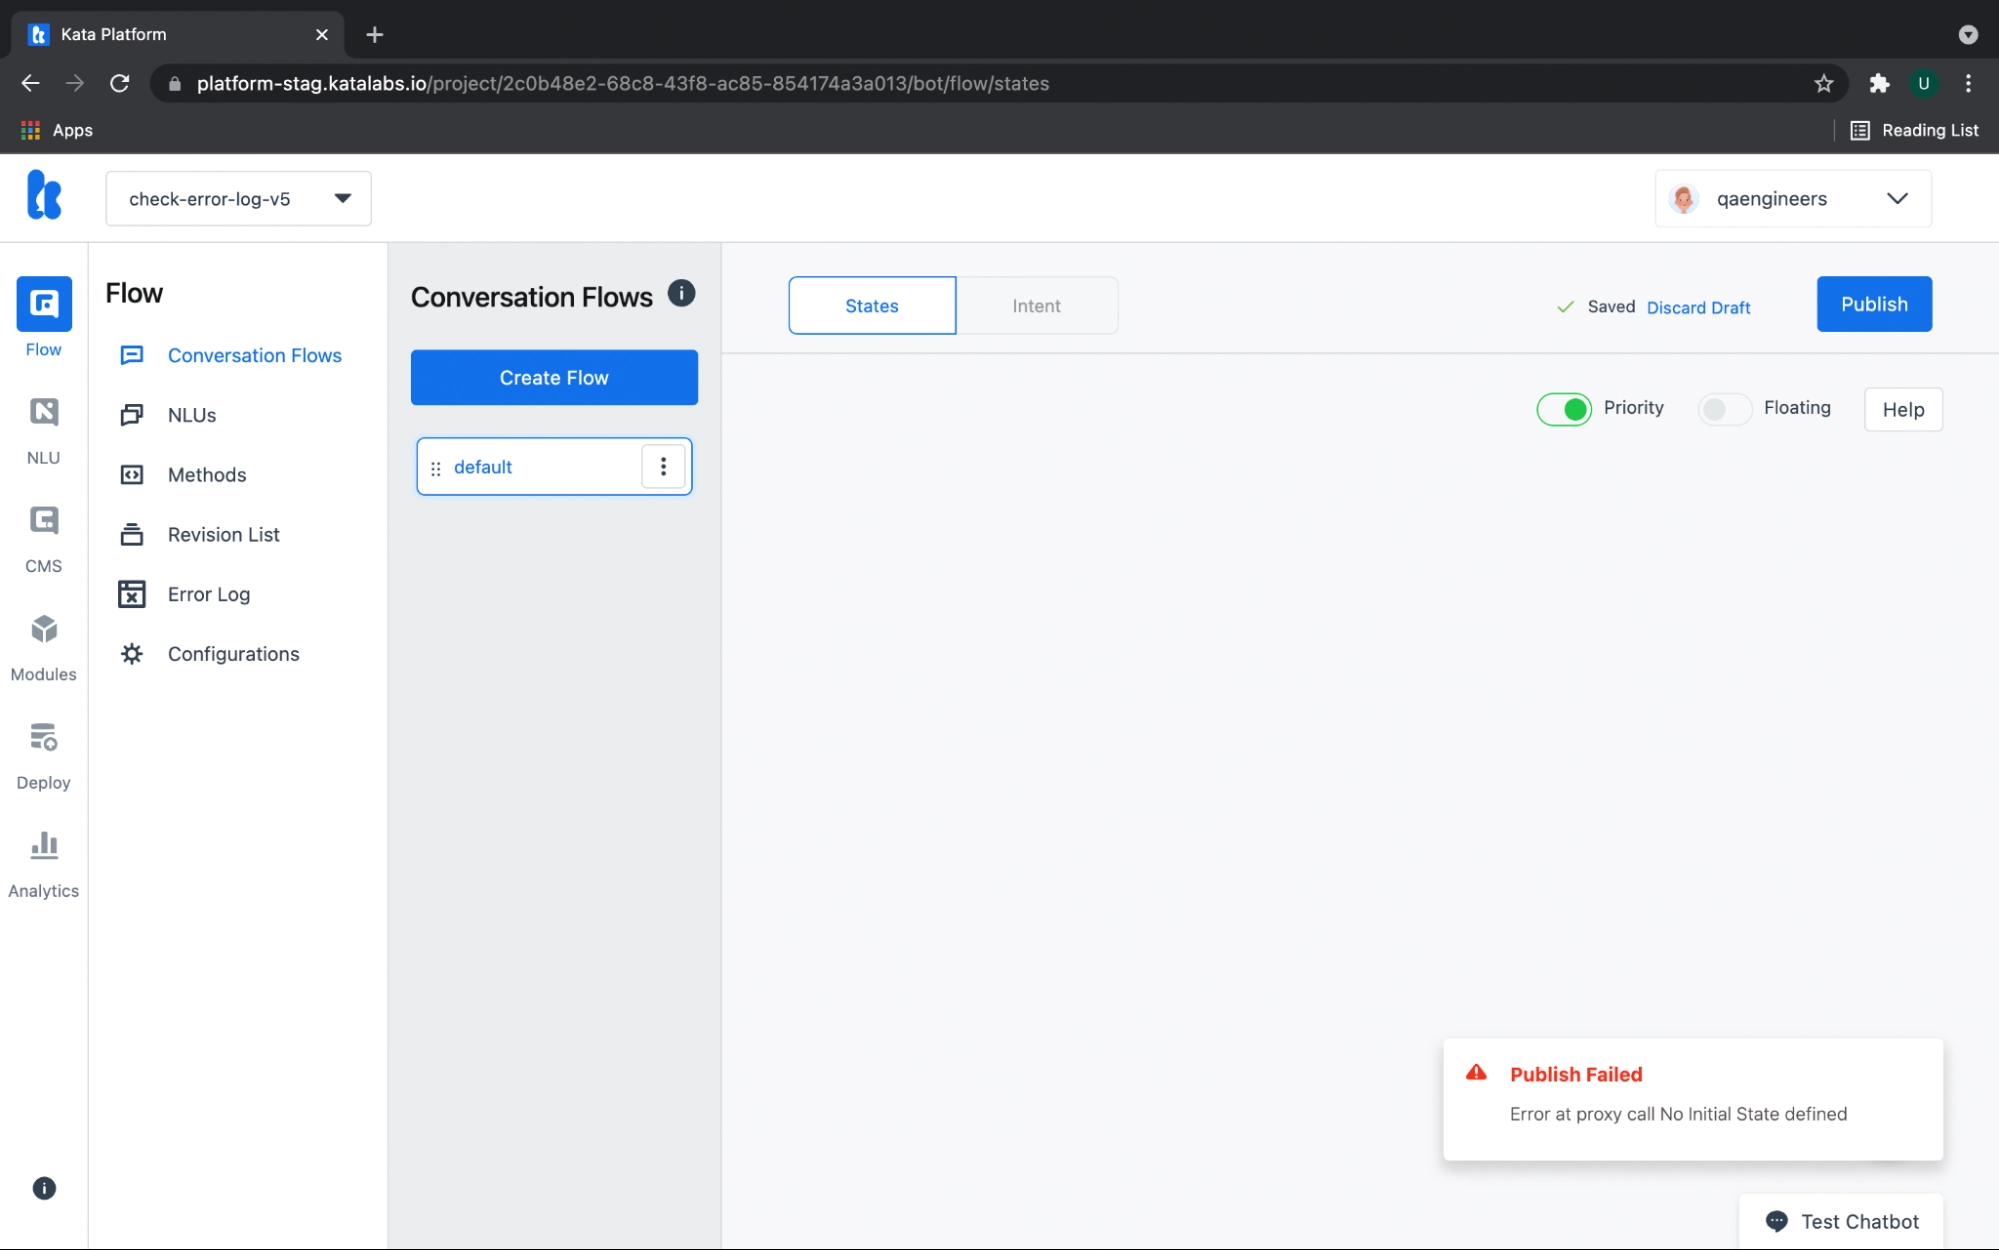 Kata Platform
platform-stag.katalabs.io/project/2c0b48e2-68c8-43f8-ac85-854174a3a013/bot/flow/states
U
Apps
Reading List
check-error-log-v5
qaengineers
Flow
NLU
CMS
Modules
Deploy
Analytics
Flow
Conversation Flows
NLUs
Methods
Revision List
Error Log
Configurations
Conversation Flows
Create Flow
default
States
Intent
Saved
Discard Draft
Publish
Priority
Floating
Help
Publish Failed
Error at proxy call No Initial State defined
Test Chatbot